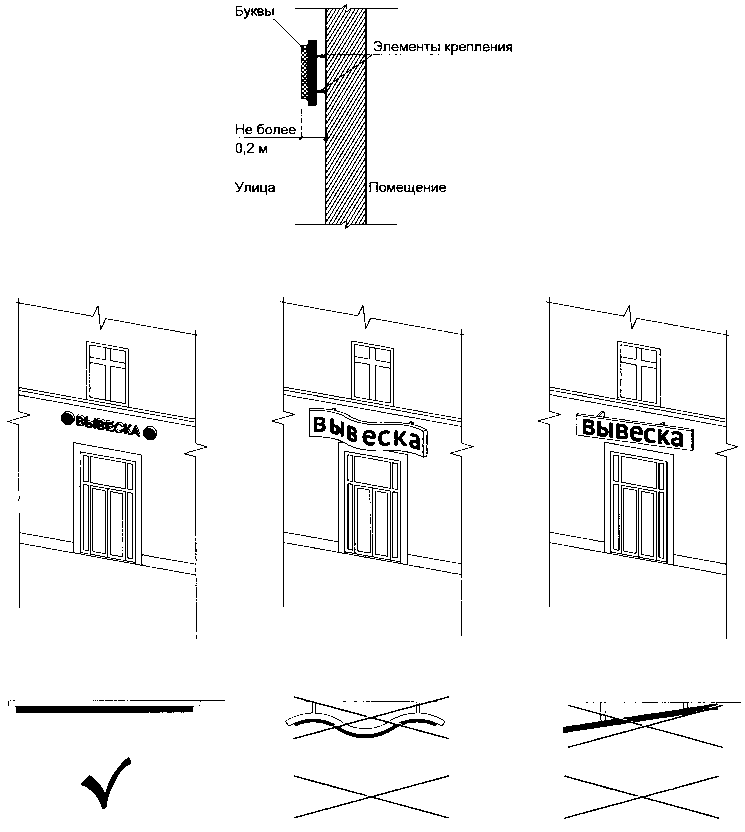 Буквы
Элементы крепления
Не более
0,2 м
Улица
Помещение
ВЫВЕСКА
вывеска
вывеска